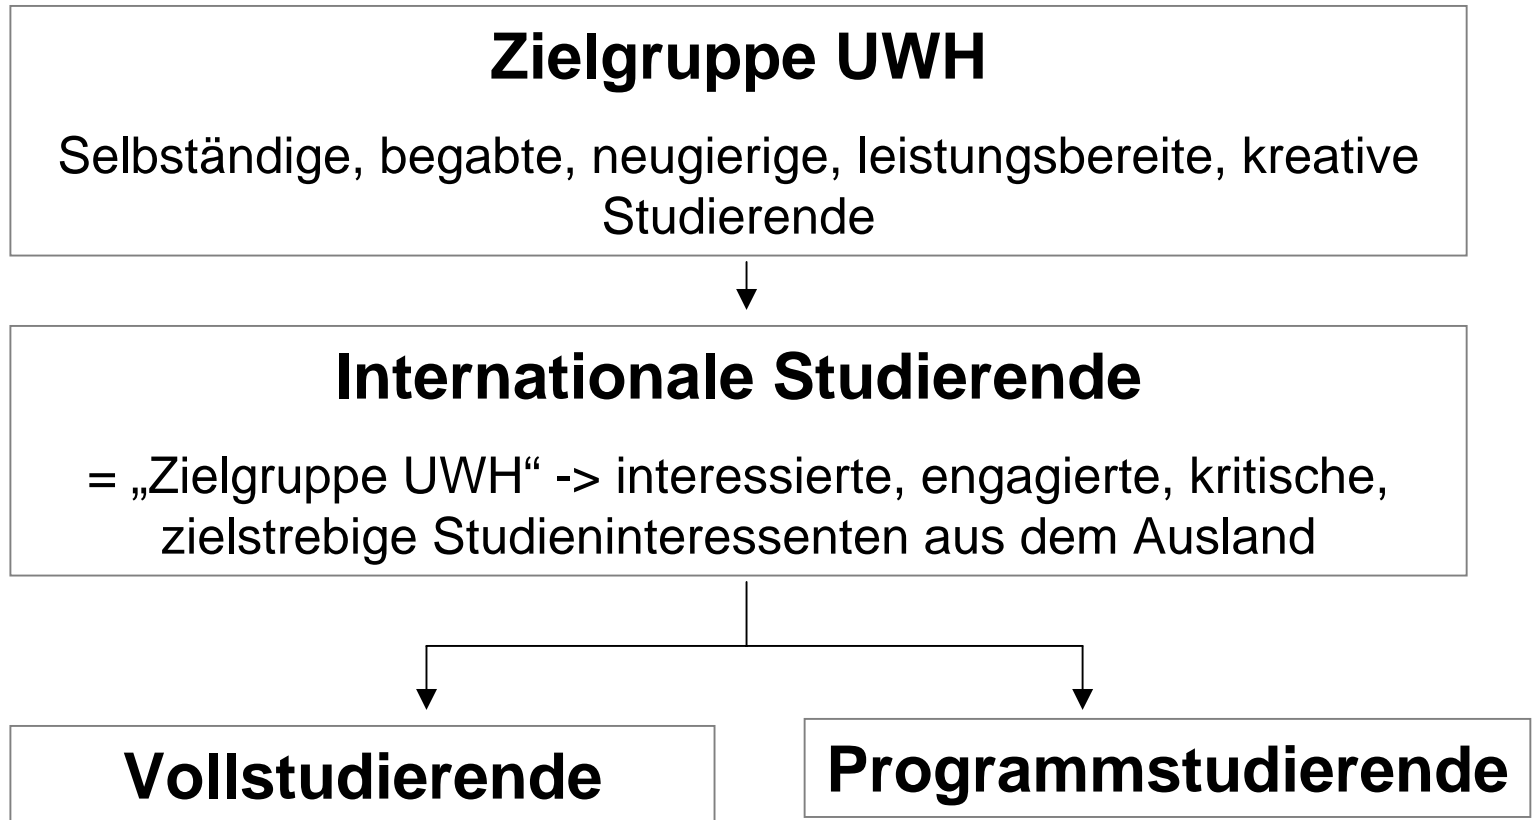 Zielgruppe UWH
Selbständige, begabte, neugierige, leistungsbereite, kreative
Studierende
Internationale Studierende
= „Zielgruppe UWH“ -> interessierte, engagierte, kritische,
zielstrebige Studieninteressenten aus dem Ausland
Vollstudierende
Programmstudierende